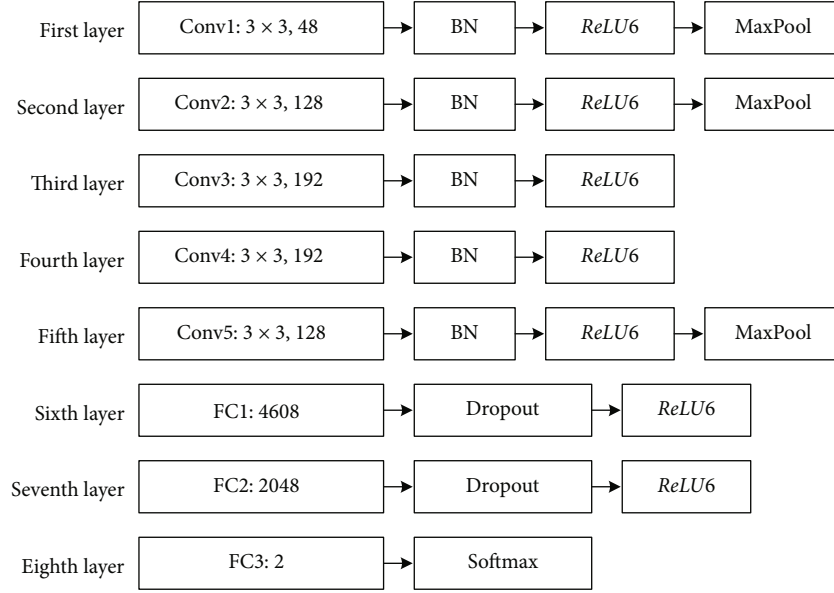 First layer Conv1: 3 × 3, 48 BN ReLU6 MaxPool
Second layer Conv2: 3 × 3, 128 BN ReLU6 MaxPool
Third layer Conv3: 3 × 3, 192 BN ReLU6
Fourth layer Conv4: 3 × 3, 192 BN ReLU6
Fifth layer Conv5: 3 × 3, 128 BN ReLU6 MaxPool
Sixth layer FC1: 4608 Dropout ReLU6
Seventh layer FC2: 2048 Dropout ReLU6
Eighth layer FC3: 2 Softmax